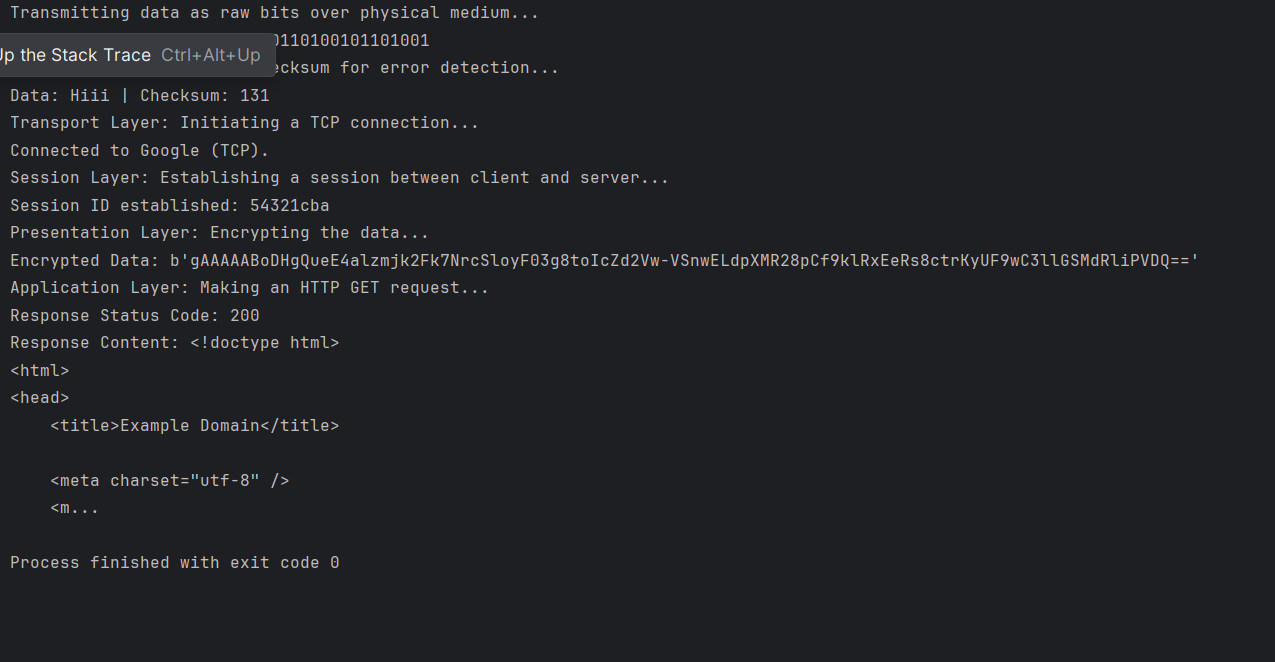 Transmitting data as raw bits over physical medium...
0110100101101001
Up the Stack Trace Ctrl+Alt+Up
ecksum for error detection...
Data: Hiii | Checksum: 131
Transport Layer: Initiating a TCP connection...
Connected to Google (TCP).
Session Layer: Establishing a session between client and server...
Session ID established: 54321cba
Presentation Layer: Encrypting the data...
Encrypted Data: b'gAAAAABoDHgQueE4alzmjk2Fk7NrcSloyF03g8toIcZd2Vw-VSnwELdpXMR28pCf9klRxEeRs8ctrKyUF9wC3llGSMdRliPVDQ=='
Application Layer: Making an HTTP GET request...
Response Status Code: 200
Response Content: <!doctype html>
<html>
<head>
    <title>Example Domain</title>
    <meta charset="utf-8" />
    <m...
Process finished with exit code 0